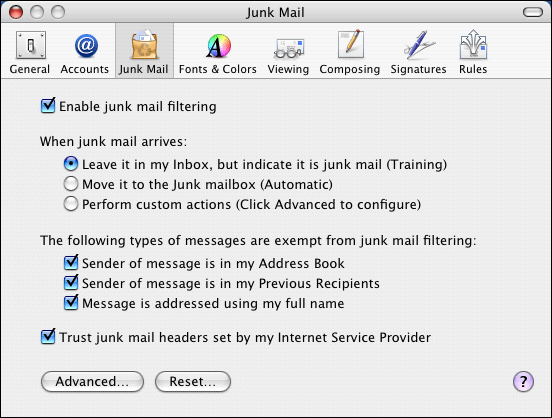 Junk Mail
General Accounts Junk Mail Fonts & Colors Viewing Composing Signatures Rules
Enable junk mail filtering
When junk mail arrives:
Leave it in my Inbox, but indicate it is junk mail (Training)
Move it to the Junk mailbox (Automatic)
Perform custom actions (Click Advanced to configure)
The following types of messages are exempt from junk mail filtering:
Sender of message is in my Address Book
Sender of message is in my Previous Recipients
Message is addressed using my full name
Trust junk mail headers set by my Internet Service Provider
Advanced... Reset... ?